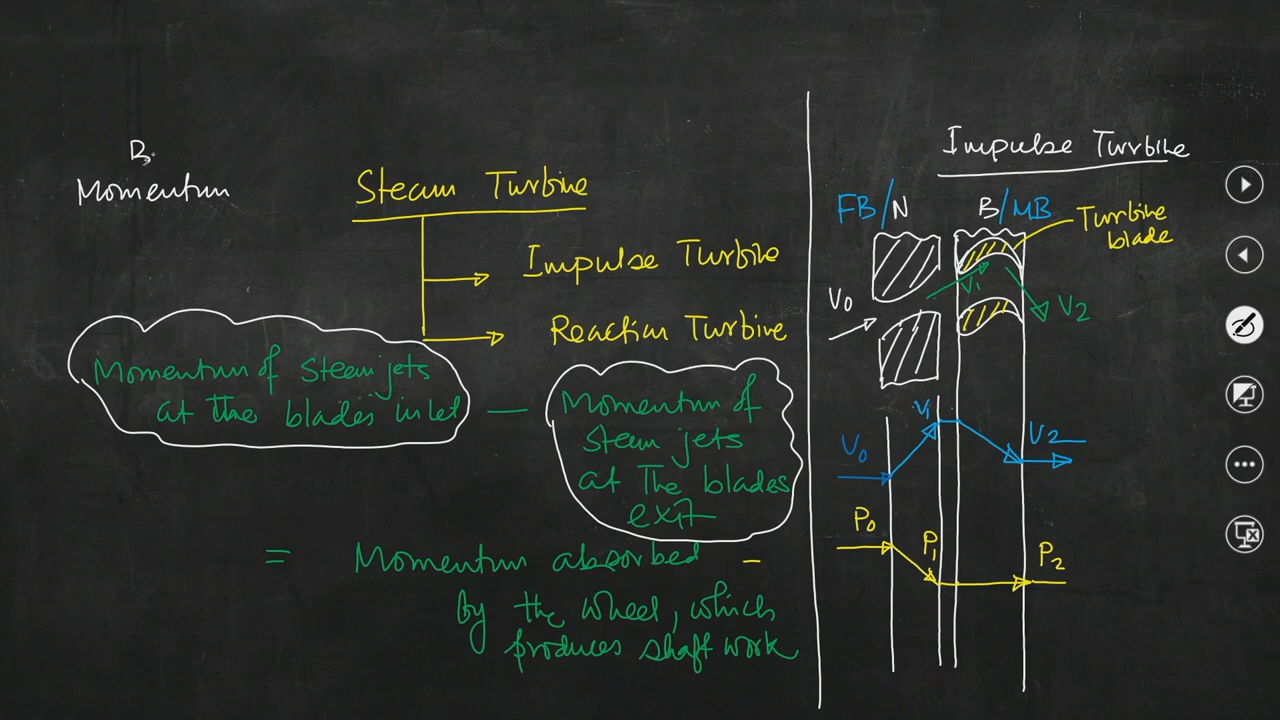 B
Momentum
Steam Turbine
Impulse Turbine
Reaction Turbine
Momentum of Steam jets
at the blades inlet
—
Momentum of
Steam jets
at The blades
exit
= Momentum absorbed
by the wheel, which
produces shaft work
Impulse Turbine
FB/N
B/MB
Turbine
blade
V0
V1
V2
V0
V1
V2
P0
P1
P2